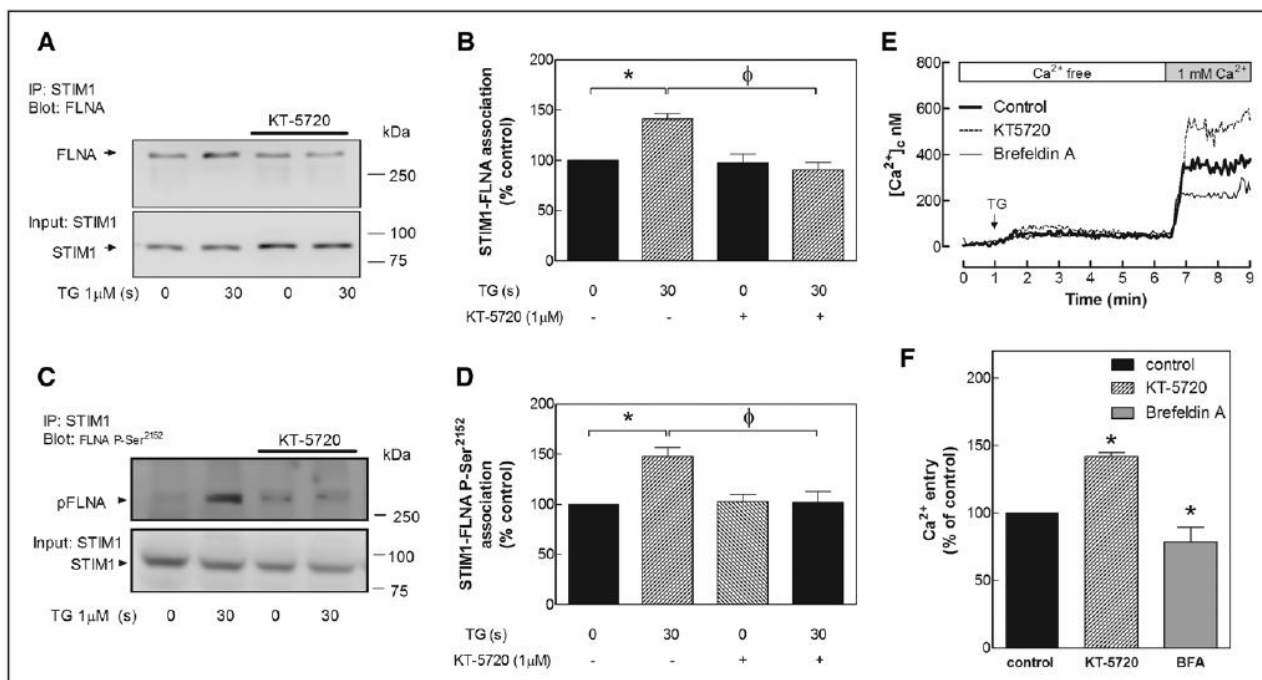 A
IP: STIM1
Blot: FLNA
KT-5720
kDa
FLNA
250
Input: STIM1
100
STIM1
75
TG 1μM (s) 0 30 0 30
B
STIM1-FLNA association
(% control)
200
150
100
50
0
*
ϕ
TG (s) 0 30 0 30
KT-5720 (1μM) - - + +
C
IP: STIM1
Blot: FLNA P-Ser²¹⁵²
KT-5720
kDa
pFLNA
250
Input: STIM1
100
STIM1
75
TG 1μM (s) 0 30 0 30
D
STIM1-FLNA P-Ser²¹⁵²
association
(% control)
200
150
100
50
0
*
ϕ
TG (s) 0 30 0 30
KT-5720 (1μM) - - + +
E
[Ca²⁺]c nM
800
600
400
200
0
Ca²⁺ free 1 mM Ca²⁺
Control
KT5720
Brefeldin A
TG
0 1 2 3 4 5 6 7 8 9
Time (min)
F
Ca²⁺ entry
(% of control)
200
150
100
50
0
control
KT-5720
Brefeldin A
*
*
control KT-5720 BFA